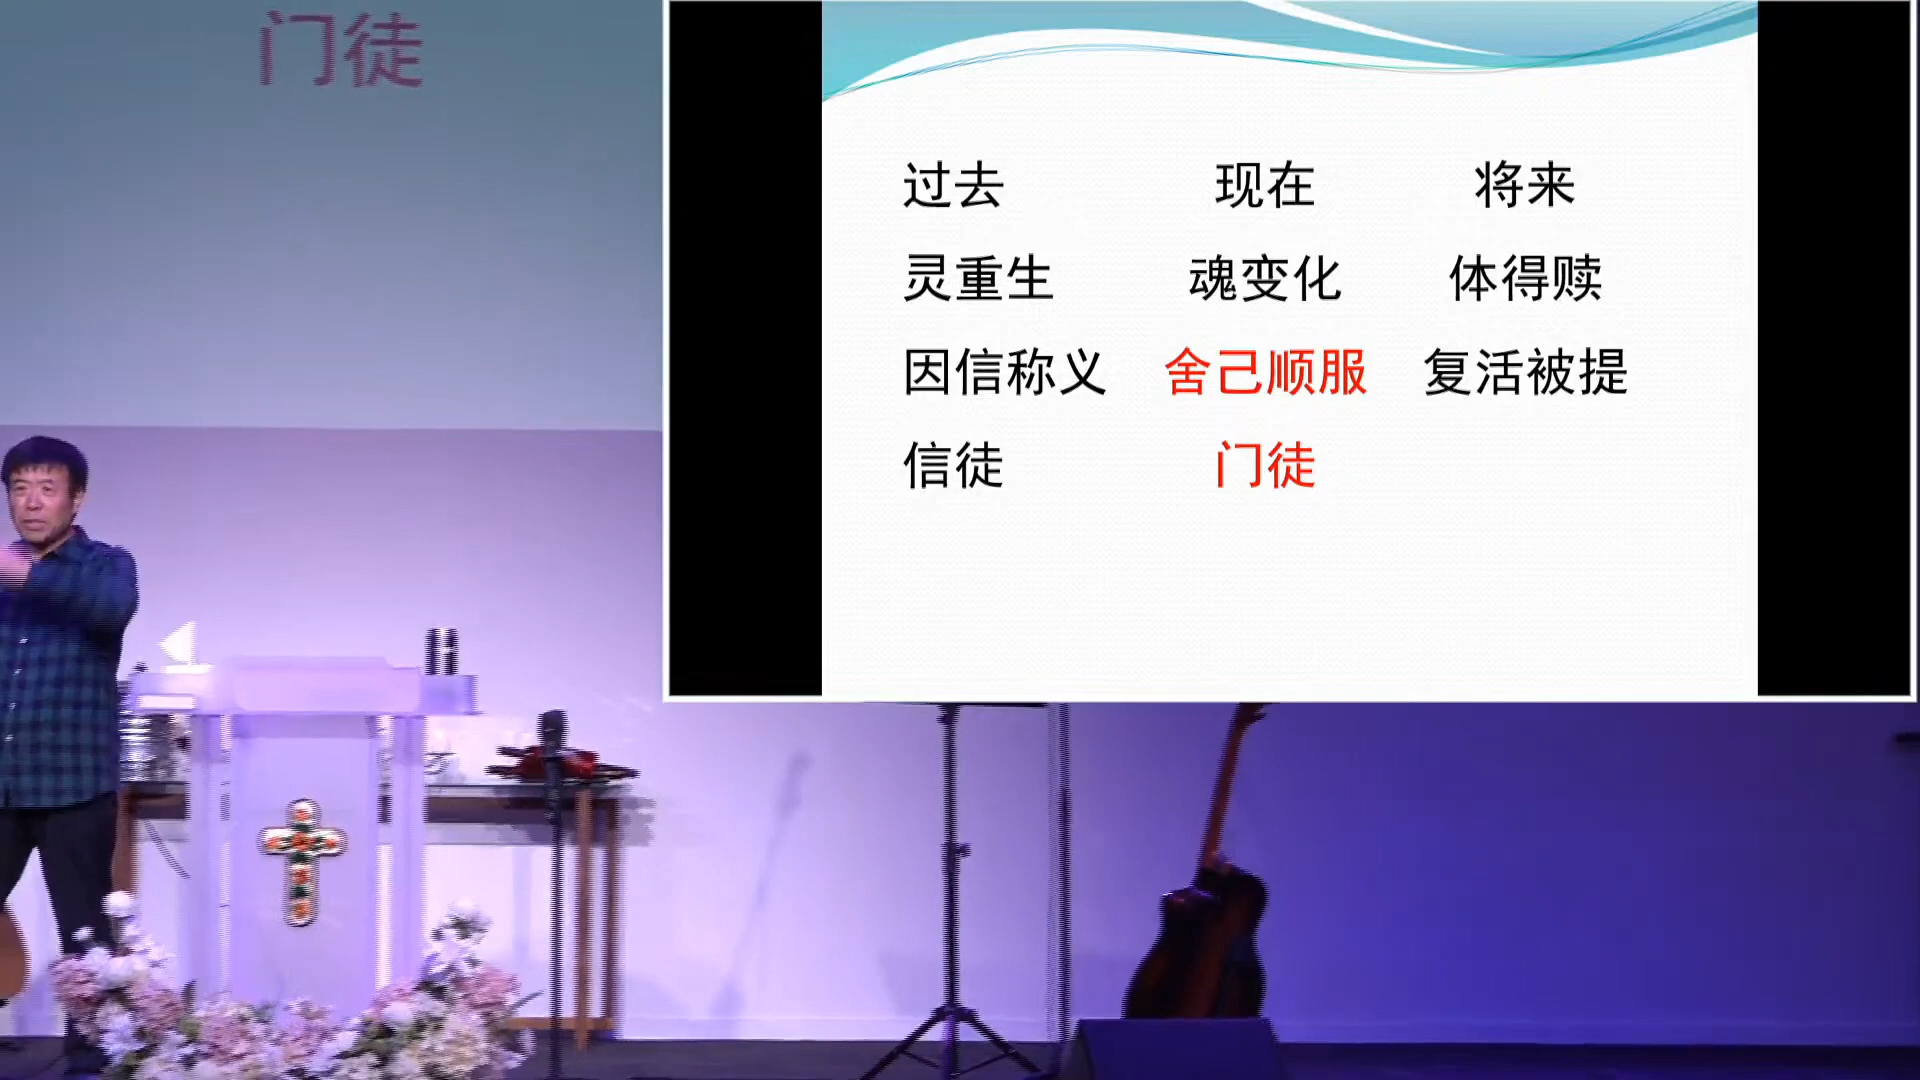 门徒
过去 现在 将来
灵重生 魂变化 体得赎
因信称义 舍己顺服 复活被提
信徒 门徒